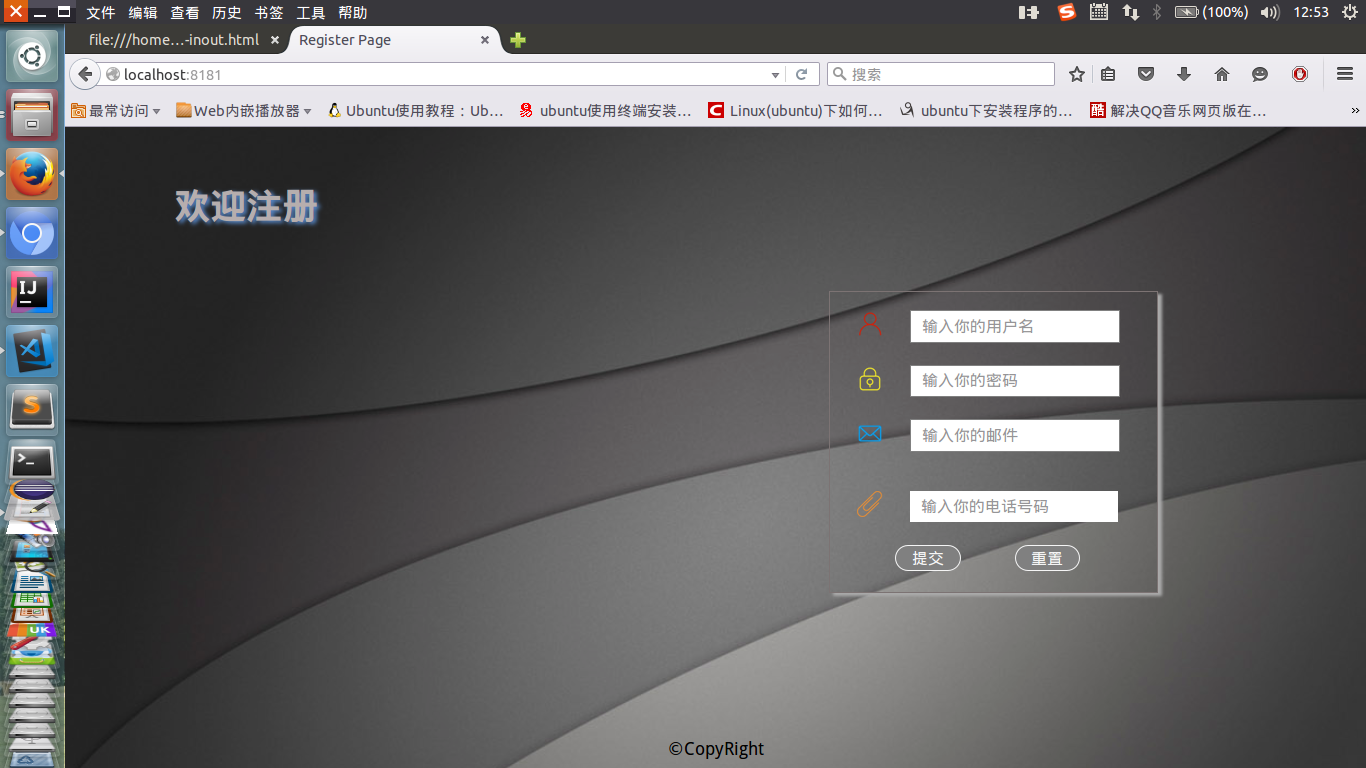 文件 编辑 查看 历史 书签 工具 帮助 (100%) 12:53
file:///home...-inout.html Register Page
localhost:8181 搜索
最常访问 Web内嵌播放器 Ubuntu使用教程：Ub... ubuntu使用终端安装... Linux(ubuntu)下如何... ubuntu下安装程序的... 酷 解决QQ音乐网页版在... »
欢迎注册
输入你的用户名
输入你的密码
输入你的邮件
输入你的电话号码
提交 重置
©CopyRight
IJ
S
>_
UK